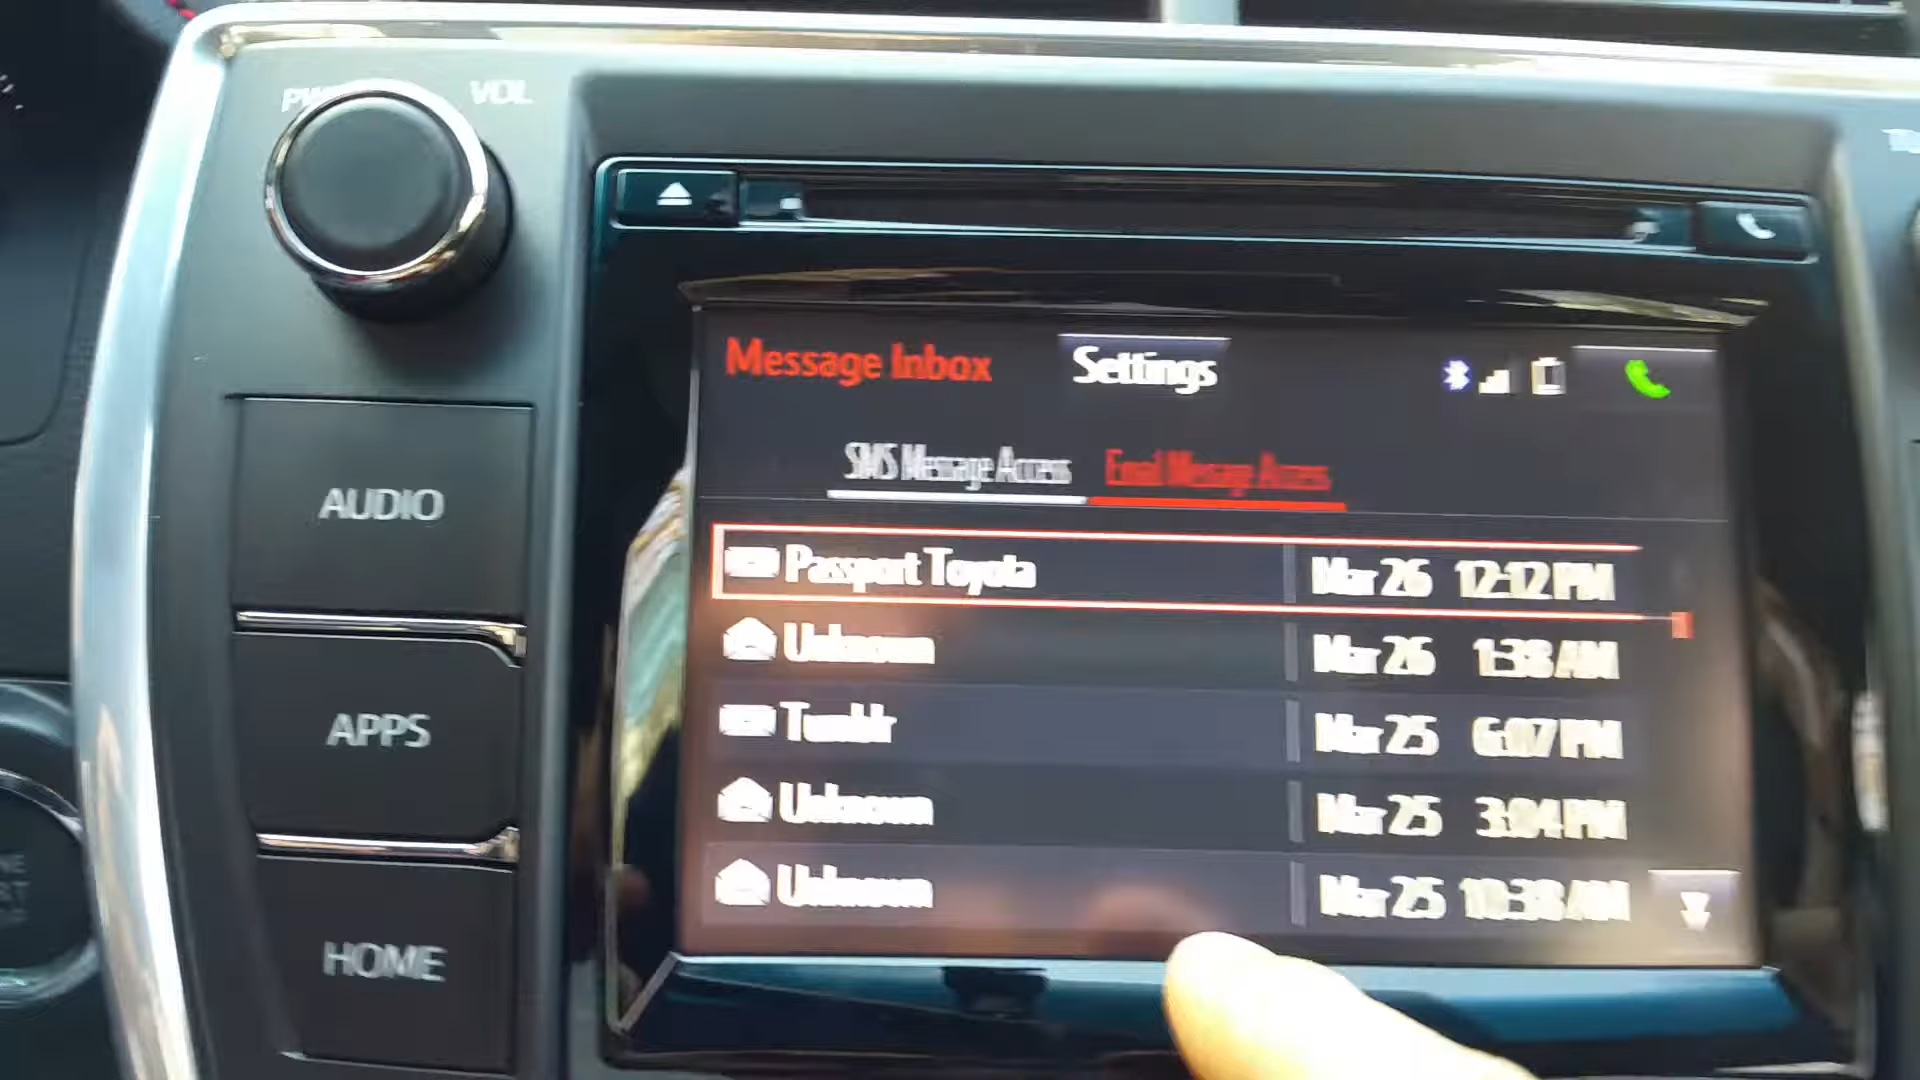 VOL
Message Inbox Settings
SMS Message Access Email Message Access
Passport Toyota Mar 26 12:12 PM
Unknown Mar 26 1:38 AM
Tumblr Mar 25 6:07 PM
Unknown Mar 25 3:04 PM
Unknown Mar 25 10:38 AM
AUDIO
APPS
HOME